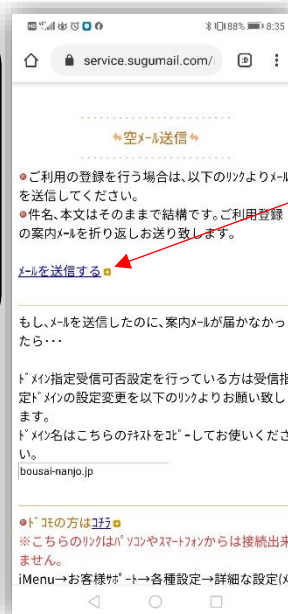 88% 8:35
service.sugumail.com/
空ﾒｰﾙ送信
●ご利用の登録を行う場合は、以下のﾘﾝｸよりﾒｰﾙ
を送信してください。
●件名、本文はそのままで結構です。ご利用登録
の案内ﾒｰﾙを折り返しお送り致します。
ﾒｰﾙを送信する
もし、ﾒｰﾙを送信したのに、案内ﾒｰﾙが届かなかっ
たら･･･
ﾄﾞﾒｲﾝ指定受信可否設定を行っている方は受信指
定ﾄﾞﾒｲﾝの設定変更を以下のﾘﾝｸよりお願い致し
ます。
ﾄﾞﾒｲﾝ名はこちらのﾃｷｽﾄをｺﾋﾟｰしてお使いくださ
い。
bousai-nanjo.jp
●ﾄﾞｺﾓの方はｺﾁﾗ
※こちらのﾘﾝｸはﾊﾟｿｺﾝやｽﾏｰﾄﾌｫﾝからは接続出来
ません。
iMenu→お客様ｻﾎﾟｰﾄ→各種設定→詳細な設定(ﾒ